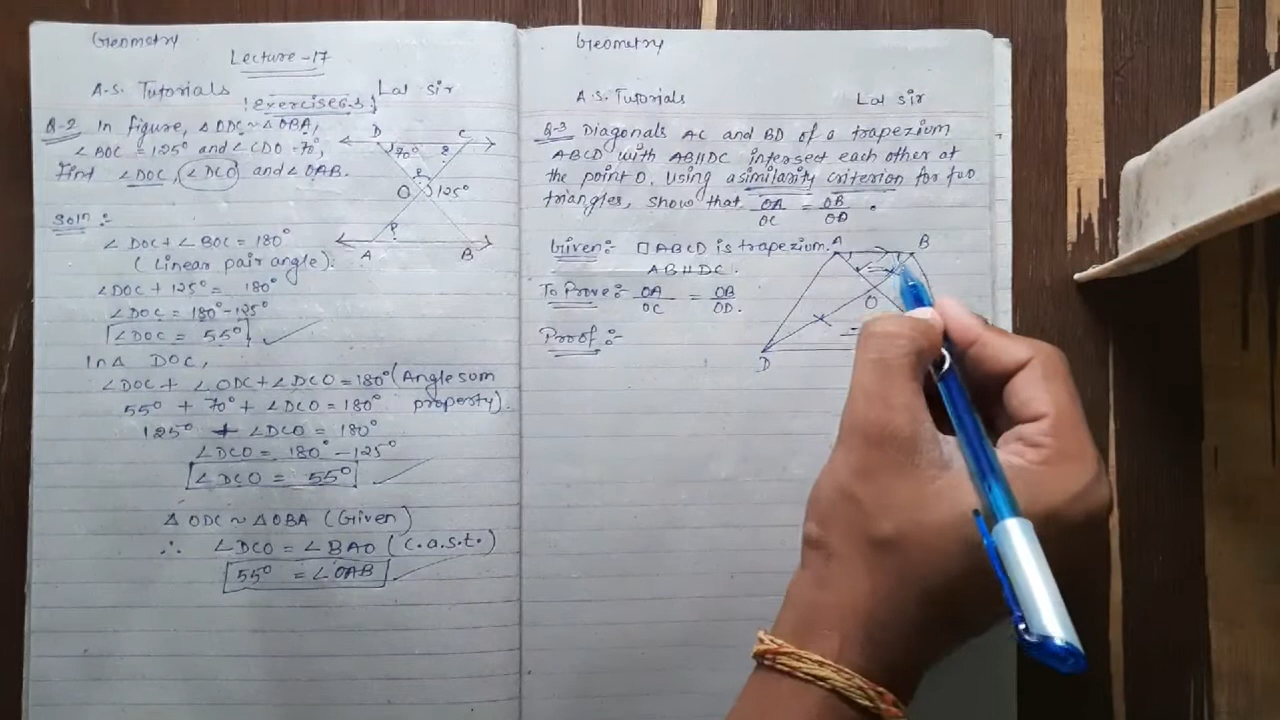 Geometry
Lecture-17
A.S. Tutorials Lal sir
Q-2 In figure, △ODC ~ △OBA,
∠BOC = 125° and ∠CDO = 70°,
Find ∠DOC, ∠DCO and ∠OAB.
D C
70°
O 125°
A B
Soln :-
∠DOC + ∠BOC = 180°
(Linear pair angle).
∠DOC + 125° = 180°
∠DOC = 180° - 125°
∠DOC = 55°
In △ DOC,
∠DOC + ∠ODC + ∠DCO = 180° (Angle sum
55° + 70° + ∠DCO = 180° property).
125° + ∠DCO = 180°
∠DCO = 180° - 125°
∠DCO = 55°
△ODC ~ △OBA (Given)
∴ ∠DCO = ∠BAO (C.a.s.t.)
55° = ∠OAB
Geometry
A.S. Tutorials Lal sir
Q-3 Diagonals AC and BD of a trapezium
ABCD with AB||DC intersect each other at
the point O. Using a similarity criterion for two
triangles, show that OA/OC = OB/OD.
Given:- □ABCD is trapezium.
AB||DC.
To Prove:- OA/OC = OB/OD.
Proof:-
A B
O
D